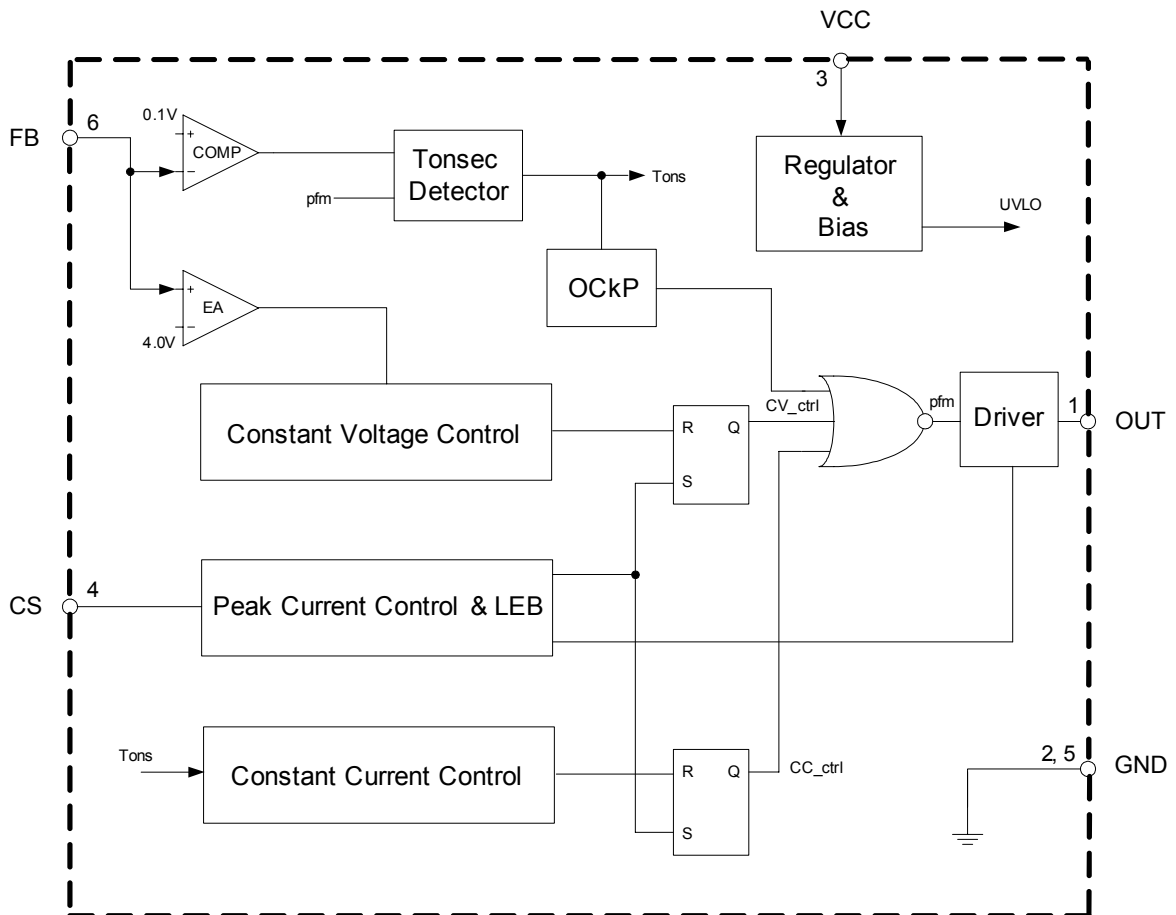 VCC
3
FB
6
0.1V
+
COMP
−
Tonsec
Detector
pfm
Tons
Regulator
&
Bias
UVLO
OCkP
+
EA
−
4.0V
Constant Voltage Control
R
Q
S
CV_ctrl
pfm
Driver
1
OUT
CS
4
Peak Current Control & LEB
Tons
Constant Current Control
R
Q
S
CC_ctrl
2, 5
GND